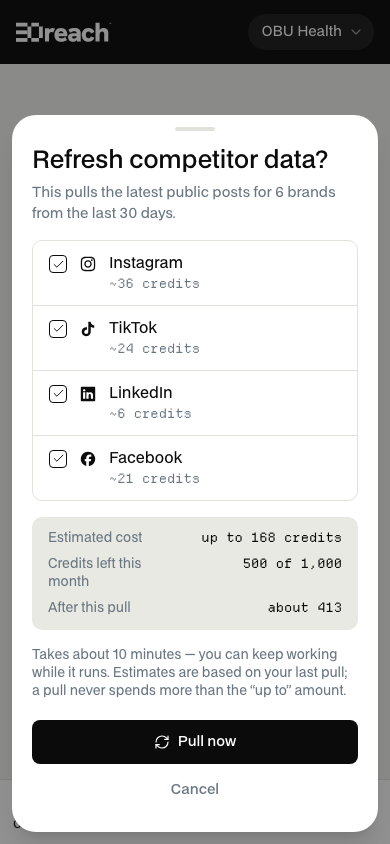 reach
OBU Health
Refresh competitor data?
This pulls the latest public posts for 6 brands
from the last 30 days.
Instagram
~36 credits
TikTok
~24 credits
LinkedIn
~6 credits
Facebook
~21 credits
Estimated cost up to 168 credits
Credits left this month 500 of 1,000
After this pull about 413
Takes about 10 minutes — you can keep working
while it runs. Estimates are based on your last pull;
a pull never spends more than the “up to” amount.
Pull now
Cancel